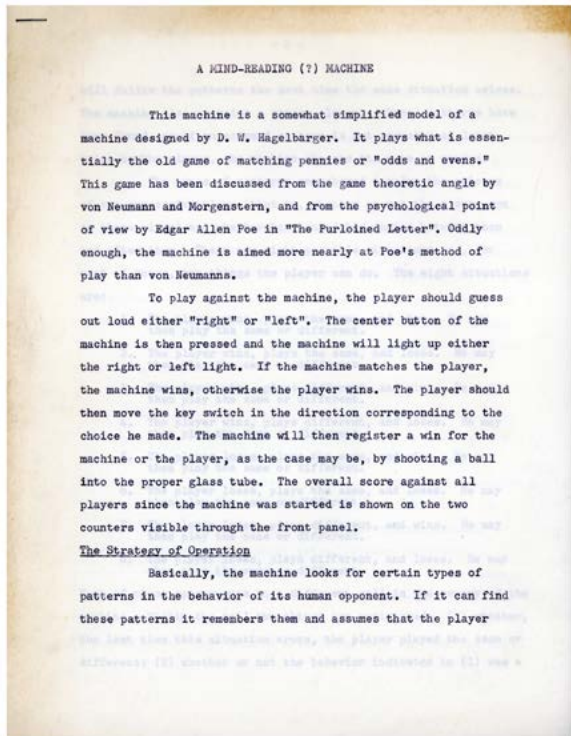 A MIND-READING (?) MACHINE
This machine is a somewhat simplified model of a
machine designed by D. W. Hagelbarger. It plays what is essen-
tially the old game of matching pennies or "odds and evens."
This game has been discussed from the game theoretic angle by
von Neumann and Morgenstern, and from the psychological point
of view by Edgar Allen Poe in "The Purloined Letter". Oddly
enough, the machine is aimed more nearly at Poe's method of
play than von Neumanns.
To play against the machine, the player should guess
out loud either "right" or "left". The center button of the
machine is then pressed and the machine will light up either
the right or left light. If the machine matches the player,
the machine wins, otherwise the player wins. The player should
then move the key switch in the direction corresponding to the
choice he made. The machine will then register a win for the
machine or the player, as the case may be, by shooting a ball
into the proper glass tube. The overall score against all
players since the machine was started is shown on the two
counters visible through the front panel.
The Strategy of Operation
Basically, the machine looks for certain types of
patterns in the behavior of its human opponent. If it can find
these patterns it remembers them and assumes that the player